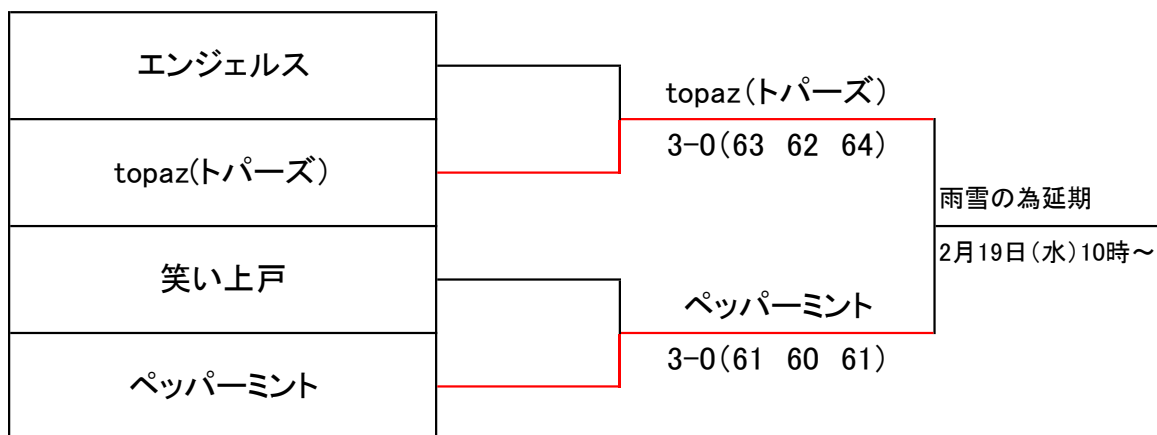 エンジェルス
topaz(トパーズ)
笑い上戸
ペッパーミント
topaz(トパーズ)
3-0(63 62 64)
ペッパーミント
3-0(61 60 61)
雨雪の為延期
2月19日(水)10時～